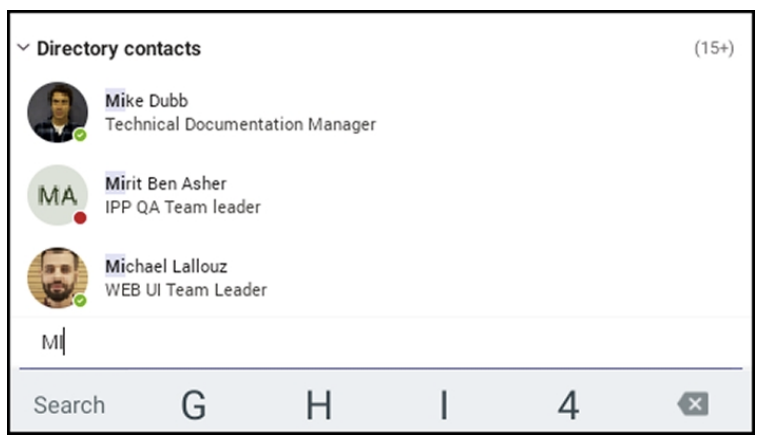 Directory contacts (15+)
Mike Dubb
Technical Documentation Manager
Mirit Ben Asher
MA
IPP QA Team leader
Michael Lallouz
WEB UI Team Leader
MI
Search G H I 4